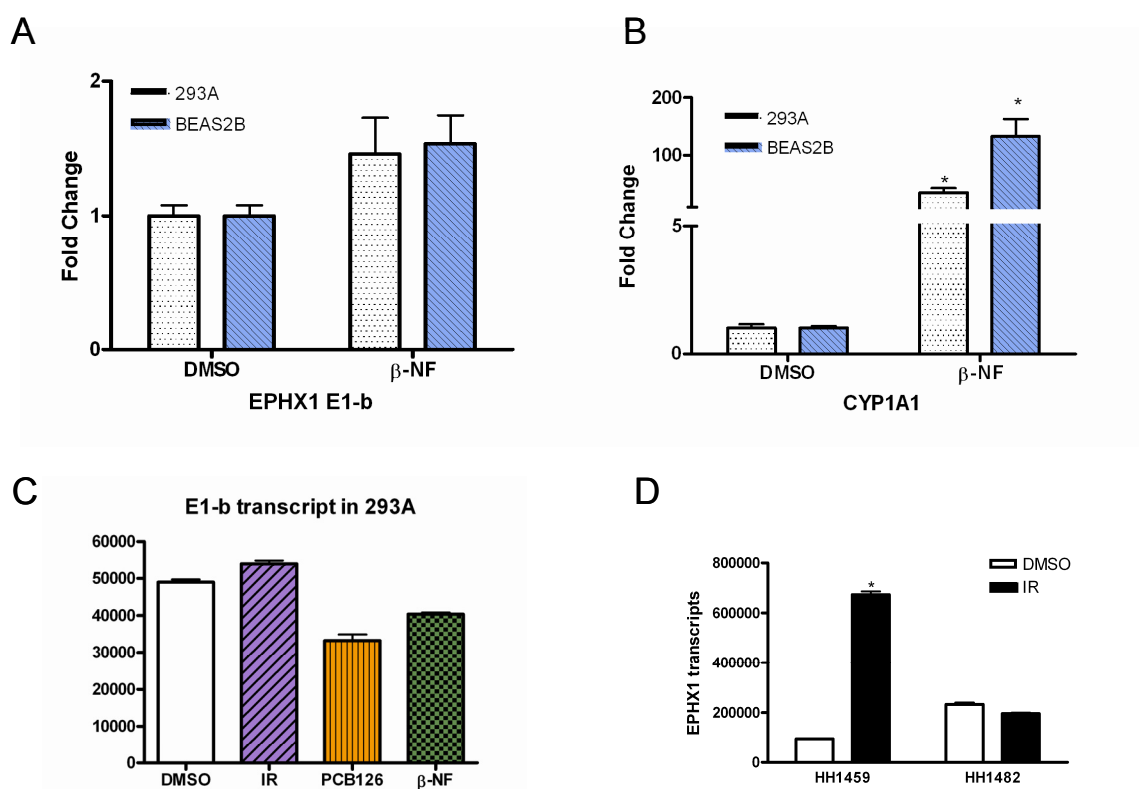 A
2
1
0
Fold Change
293A
BEAS2B
DMSO
β-NF
EPHX1 E1-b
B
200
100
5
0
Fold Change
293A
BEAS2B
*
*
DMSO
β-NF
CYP1A1
C
E1-b transcript in 293A
60000
50000
40000
30000
20000
10000
0
DMSO
IR
PCB126
β-NF
D
800000
600000
400000
200000
0
EPHX1 transcripts
DMSO
IR
*
HH1459
HH1482